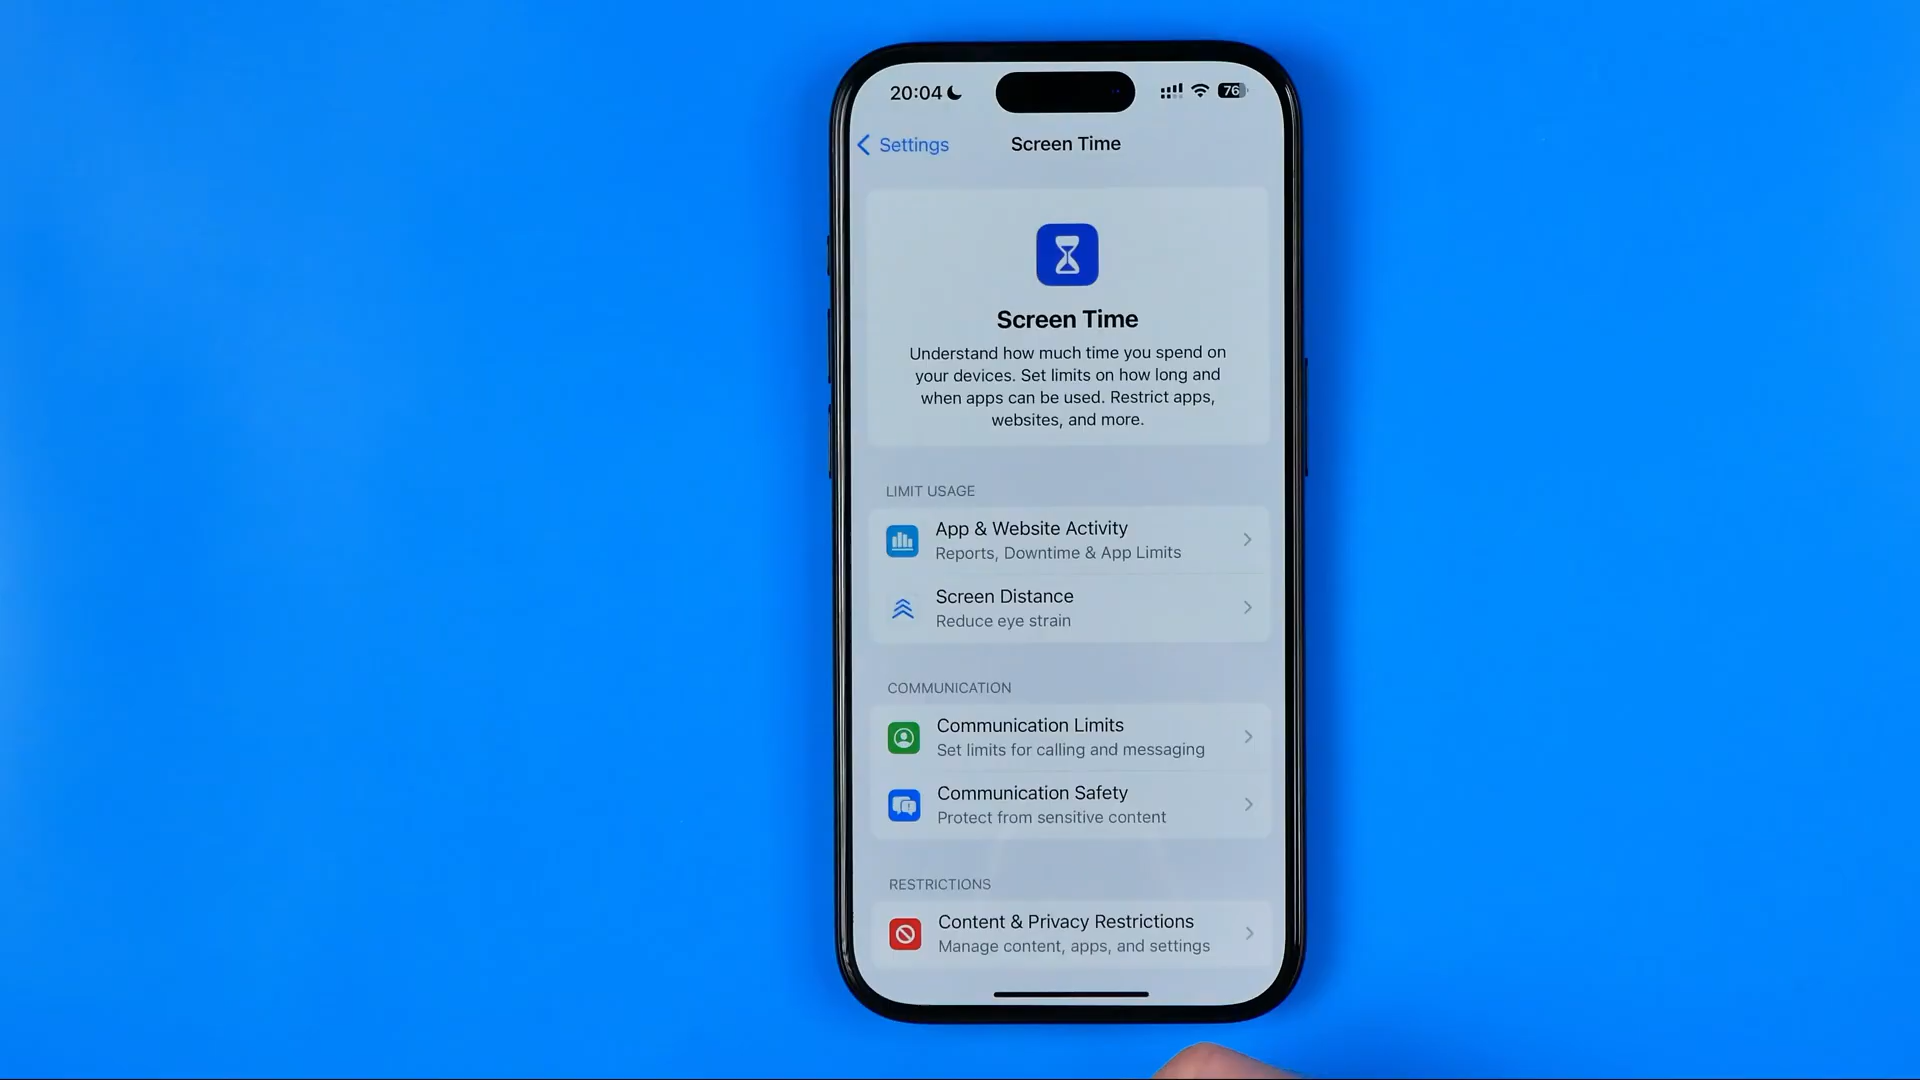 20:04
76
Settings
Screen Time
Screen Time
Understand how much time you spend on
your devices. Set limits on how long and
when apps can be used. Restrict apps,
websites, and more.
LIMIT USAGE
App & Website Activity
Reports, Downtime & App Limits
Screen Distance
Reduce eye strain
COMMUNICATION
Communication Limits
Set limits for calling and messaging
Communication Safety
Protect from sensitive content
RESTRICTIONS
Content & Privacy Restrictions
Manage content, apps, and settings